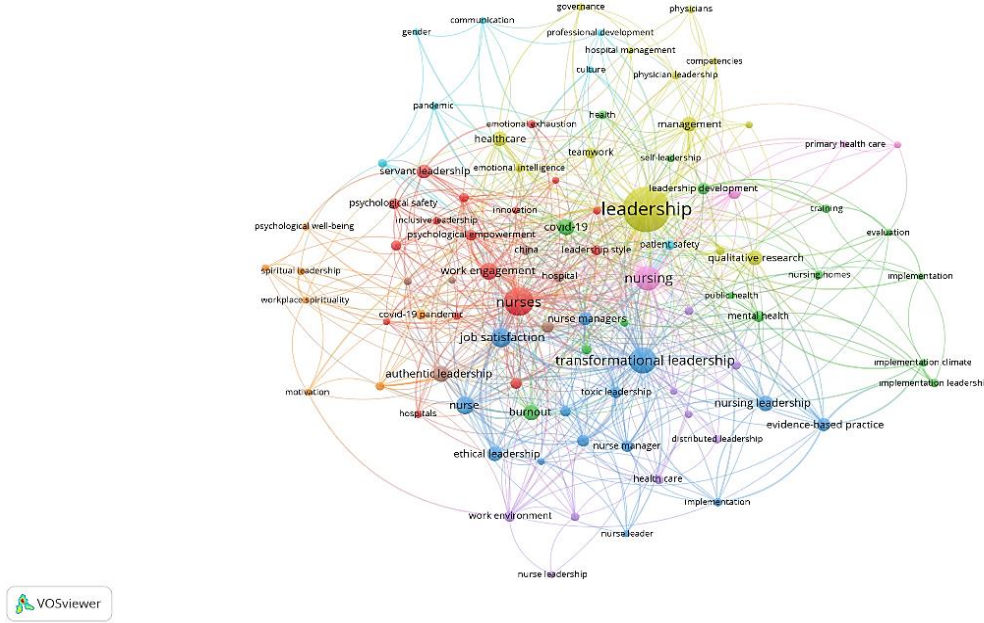 governance
physicians
communication
gender
professional development
hospital management
competencies
culture
physician leadership
pandemic
health
emotional exhaustion
management
healthcare
primary health care
teamwork
self-leadership
emotional intelligence
servant leadership
leadership development
psychological safety
leadership
training
innovation
inclusive leadership
psychological well-being
covid-19
evaluation
psychological empowerment
patient safety
china
leadership style
qualitative research
spiritual leadership
work engagement
hospital
nursing
nursing homes
implementation
public health
workplace spirituality
nurses
covid-19 pandemic
nurse managers
mental health
job satisfaction
transformational leadership
implementation climate
authentic leadership
implementation leadershi
motivation
toxic leadership
nurse
nursing leadership
hospitals
burnout
evidence-based practice
distributed leadership
nurse manager
ethical leadership
health care
implementation
work environment
nurse leader
nurse leadership
VOSviewer